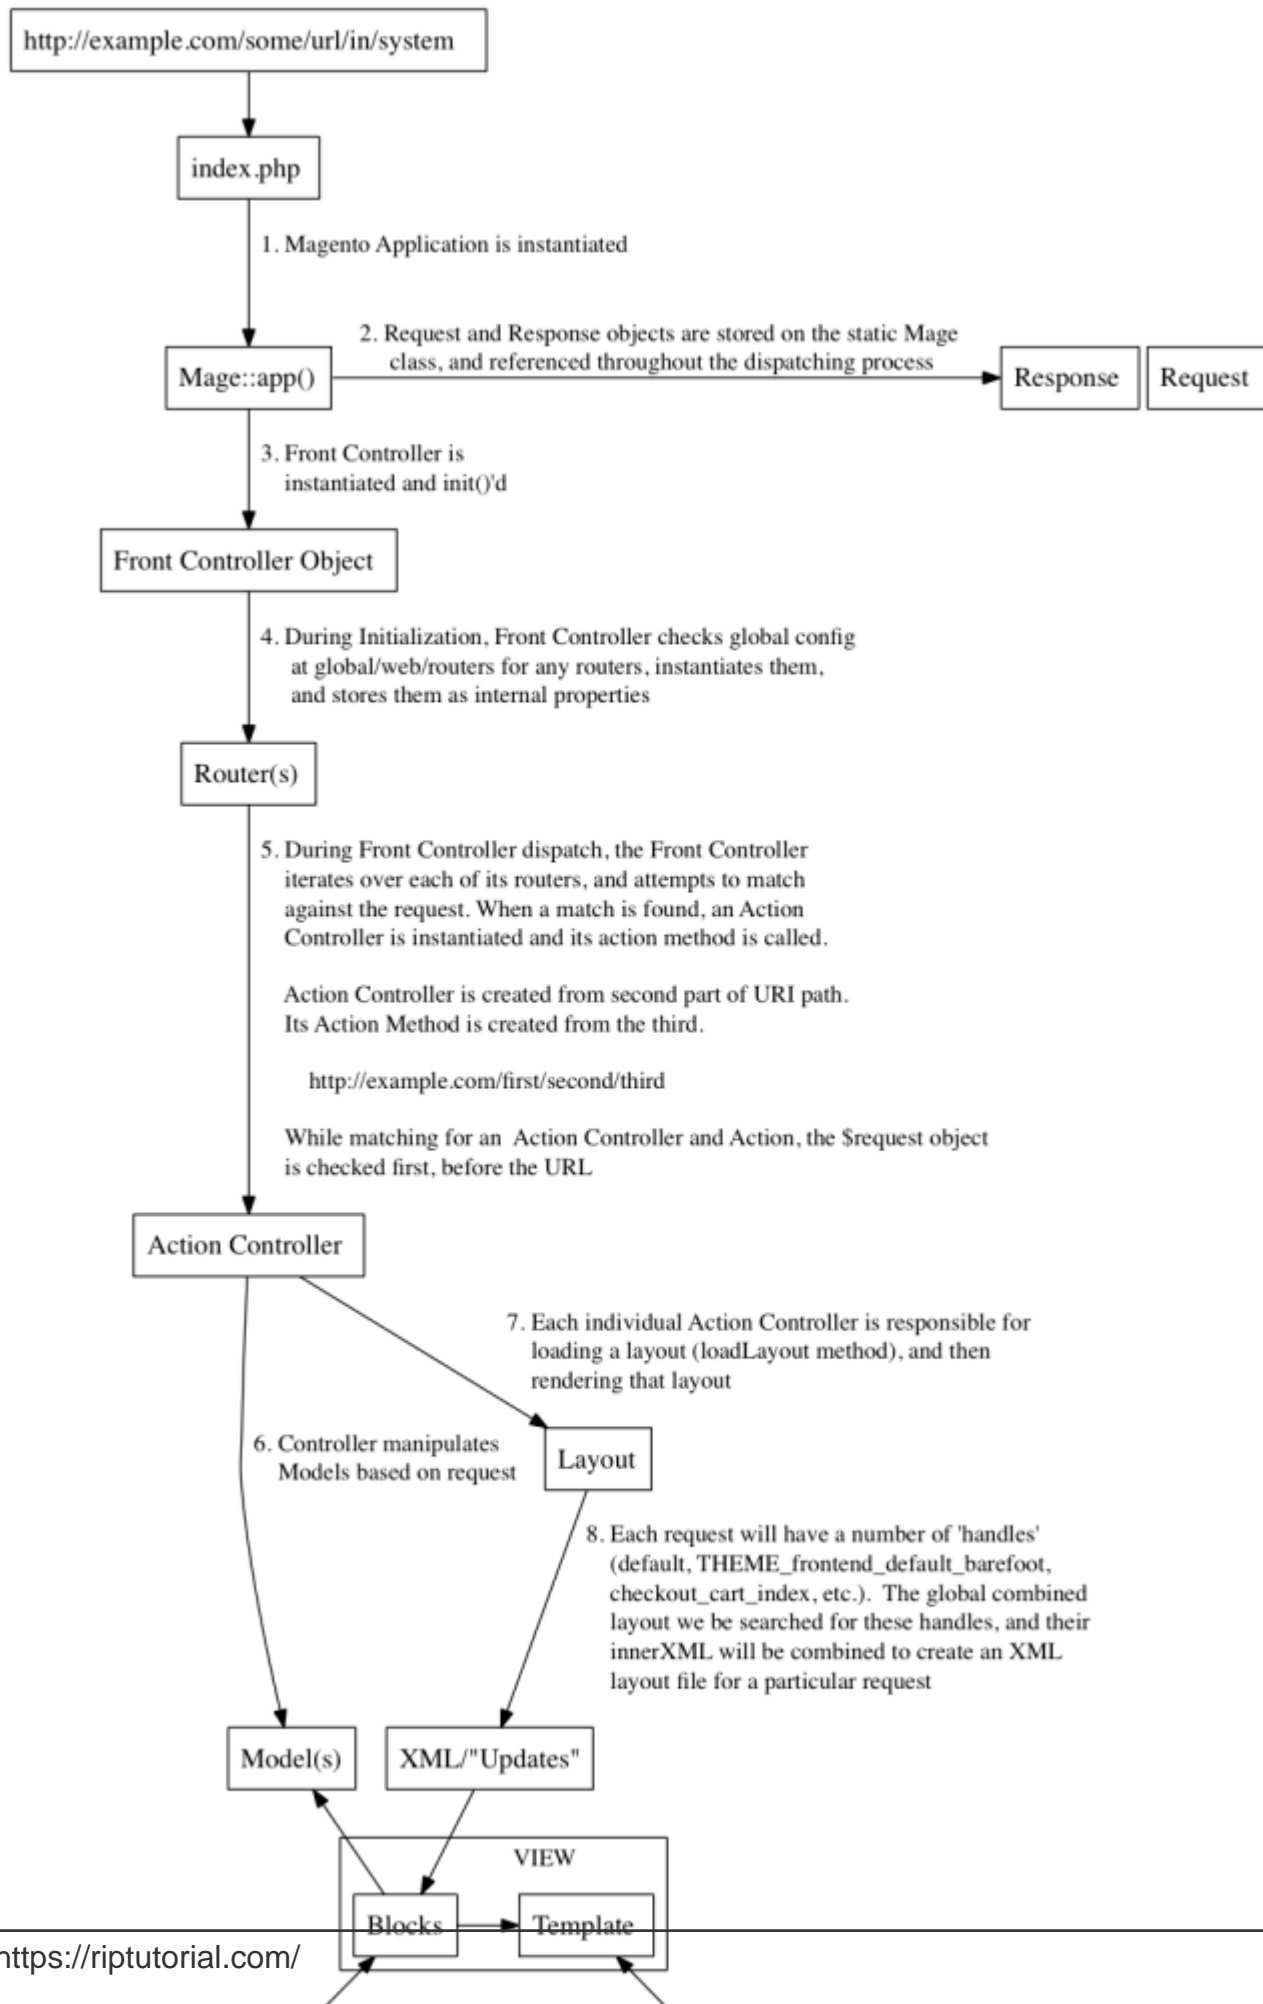 http://example.com/some/url/in/system
index.php
1. Magento Application is instantiated
2. Request and Response objects are stored on the static Mage
class, and referenced throughout the dispatching process
Mage::app()
Response
Request
3. Front Controller is
instantiated and init()'d
Front Controller Object
4. During Initialization, Front Controller checks global config
at global/web/routers for any routers, instantiates them,
and stores them as internal properties
Router(s)
5. During Front Controller dispatch, the Front Controller
iterates over each of its routers, and attempts to match
against the request. When a match is found, an Action
Controller is instantiated and its action method is called.
Action Controller is created from second part of URI path.
Its Action Method is created from the third.
http://example.com/first/second/third
While matching for an Action Controller and Action, the $request object
is checked first, before the URL
Action Controller
7. Each individual Action Controller is responsible for
loading a layout (loadLayout method), and then
rendering that layout
6. Controller manipulates
Models based on request
Layout
8. Each request will have a number of 'handles'
(default, THEME_frontend_default_barefoot,
checkout_cart_index, etc.). The global combined
layout we be searched for these handles, and their
innerXML will be combined to create an XML
layout file for a particular request
Model(s)
XML/"Updates"
VIEW
Blocks
Template
https://riptutorial.com/